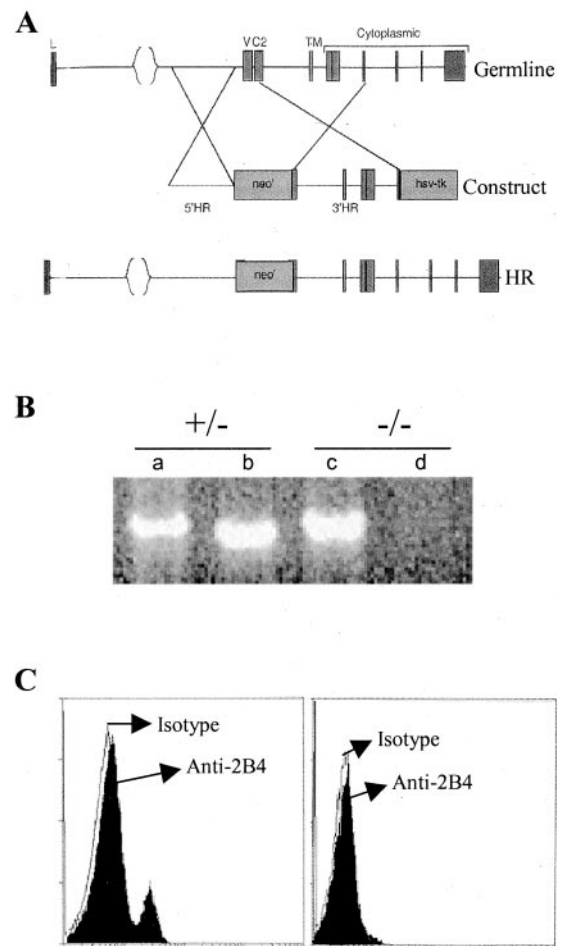 A
L
V C2
TM
Cytoplasmic
Germline
neo'
hsv-tk
Construct
5'HR
3'HR
neo'
HR
B
+/-
-/-
a
b
c
d
C
Isotype
Anti-2B4
Isotype
Anti-2B4